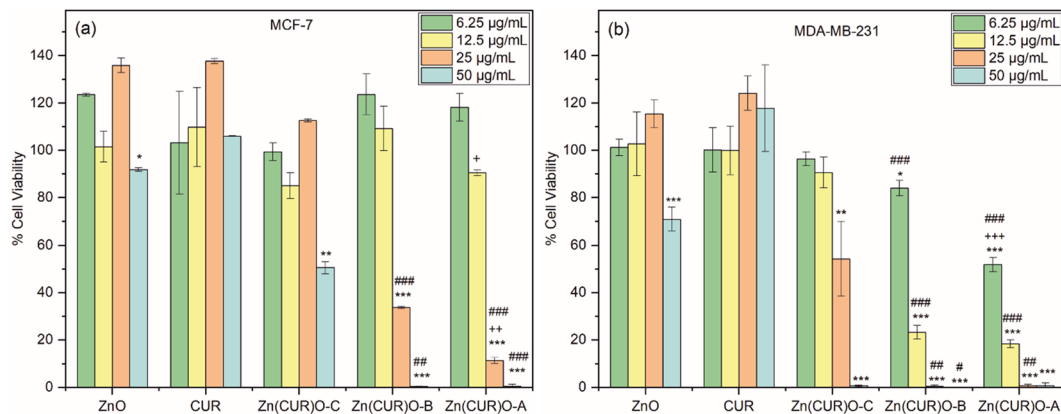 (a)
MCF-7
6.25 µg/mL
12.5 µg/mL
25 µg/mL
50 µg/mL
% Cell Viability
140
120
100
80
60
40
20
0
*
**
###
***
##
***
+
###
++
***
###
***
ZnO
CUR
Zn(CUR)O-C
Zn(CUR)O-B
Zn(CUR)O-A
(b)
MDA-MB-231
6.25 µg/mL
12.5 µg/mL
25 µg/mL
50 µg/mL
% Cell Viability
140
120
100
80
60
40
20
0
***
**
***
###
*
###
***
##
***
#
***
###
+++
***
###
***
##
***
***
ZnO
CUR
Zn(CUR)O-C
Zn(CUR)O-B
Zn(CUR)O-A